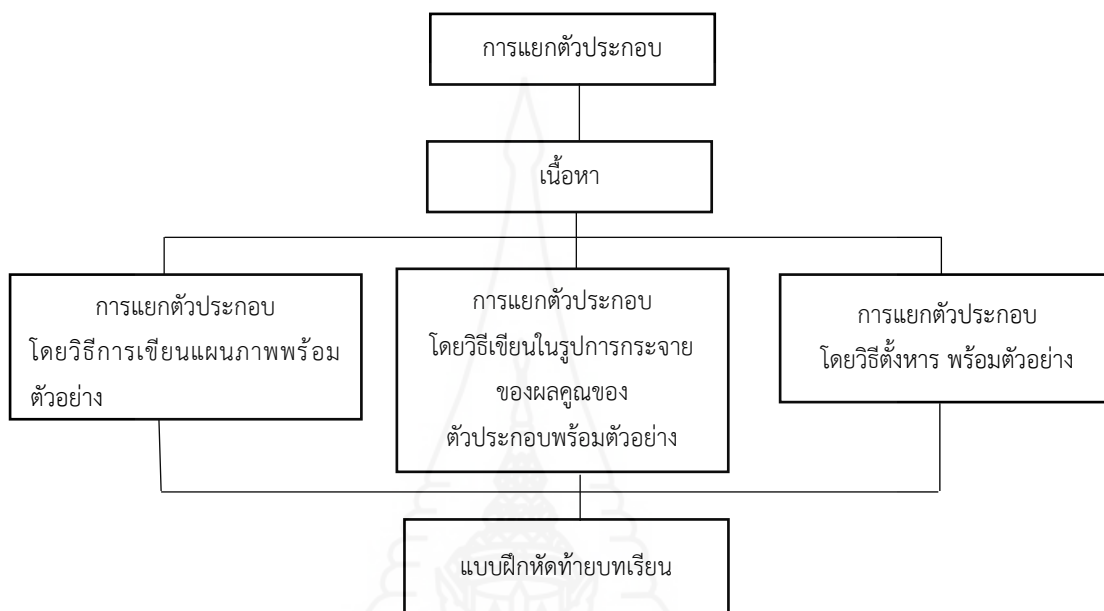 การแยกตัวประกอบ
เนื้อหา
การแยกตัวประกอบ
โดยวิธีการเขียนแผนภาพพร้อม
ตัวอย่าง
การแยกตัวประกอบ
โดยวิธีเขียนในรูปการกระจาย
ของผลคูณของ
ตัวประกอบพร้อมตัวอย่าง
การแยกตัวประกอบ
โดยวิธีตั้งหาร พร้อมตัวอย่าง
แบบฝึกหัดท้ายบทเรียน